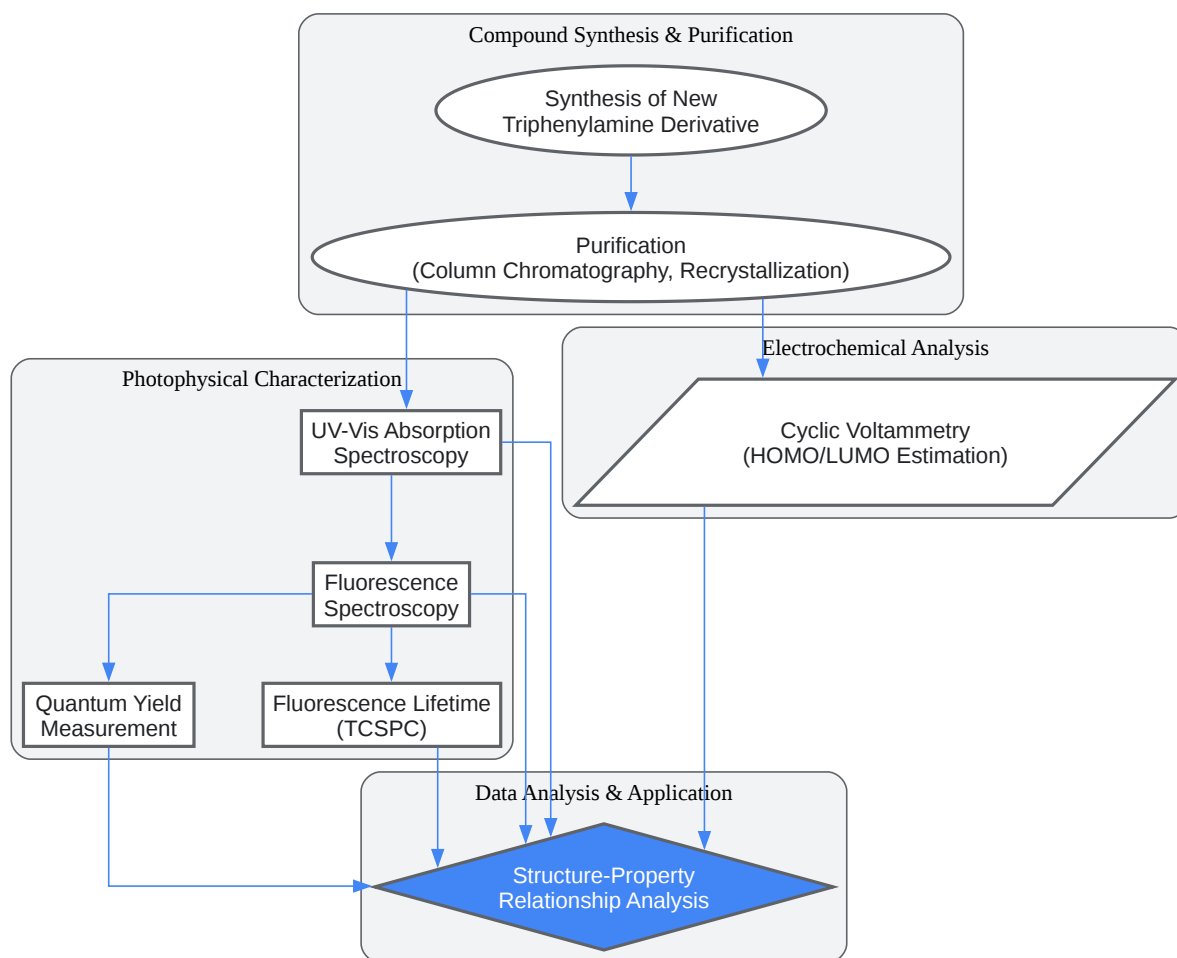 Compound Synthesis & Purification
Synthesis of New
Triphenylamine Derivative
Purification
(Column Chromatography, Recrystallization)
Electrochemical Analysis
Cyclic Voltammetry
(HOMO/LUMO Estimation)
Photophysical Characterization
UV-Vis Absorption
Spectroscopy
Fluorescence
Spectroscopy
Quantum Yield
Measurement
Fluorescence Lifetime
(TCSPC)
Data Analysis & Application
Structure-Property
Relationship Analysis